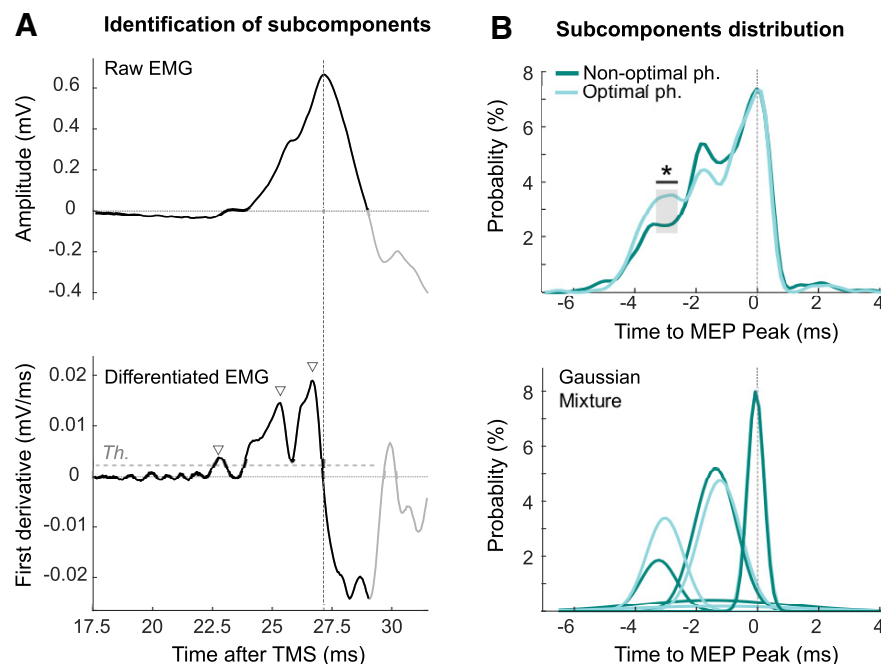 A
Identification of subcomponents
Raw EMG
Amplitude (mV)
0.6
0.4
0.2
0
-0.2
-0.4
Differentiated EMG
Th.
First derivative (mV/ms)
0.02
0.01
0
-0.01
-0.02
17.5 20 22.5 25 27.5 30
Time after TMS (ms)
B
Subcomponents distribution
Non-optimal ph.
Optimal ph.
*
Probablity (%)
8
6
4
2
-6 -4 -2 0 2 4
Time to MEP Peak (ms)
Gaussian
Mixture
Probablity (%)
8
6
4
2
-6 -4 -2 0 2 4
Time to MEP Peak (ms)